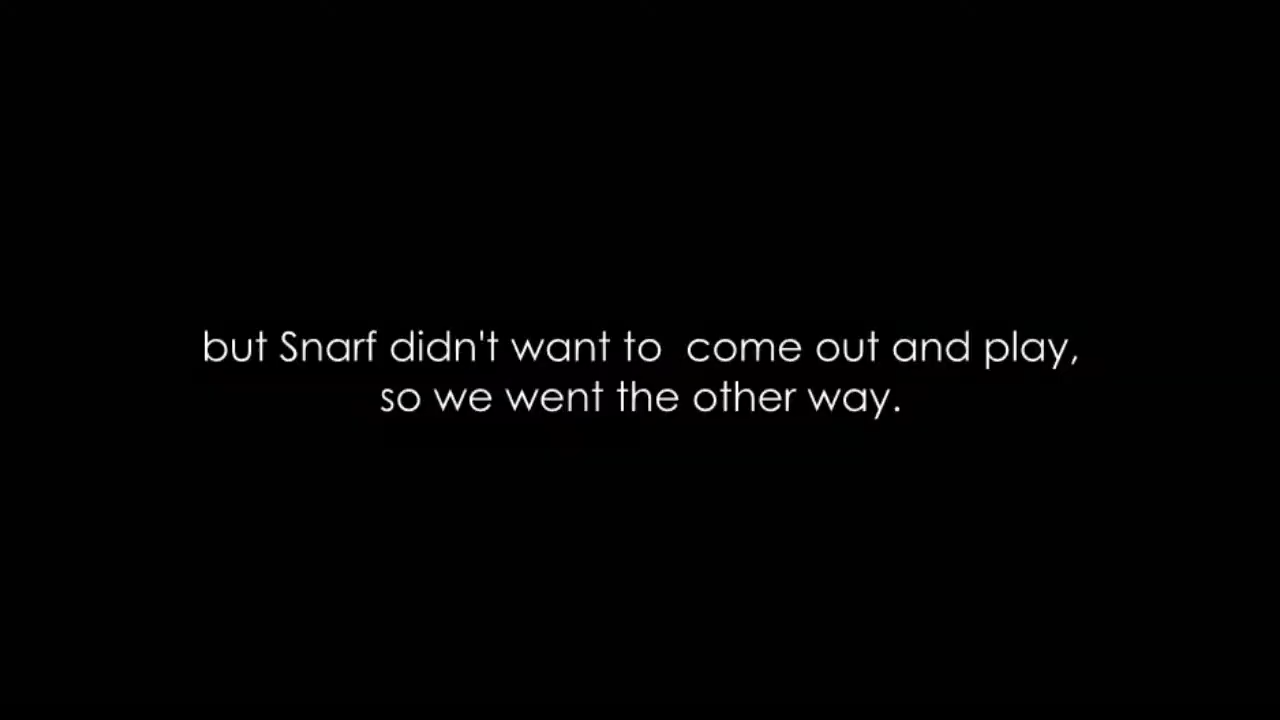 but Snarf didn't want to  come out and play,
so we went the other way.